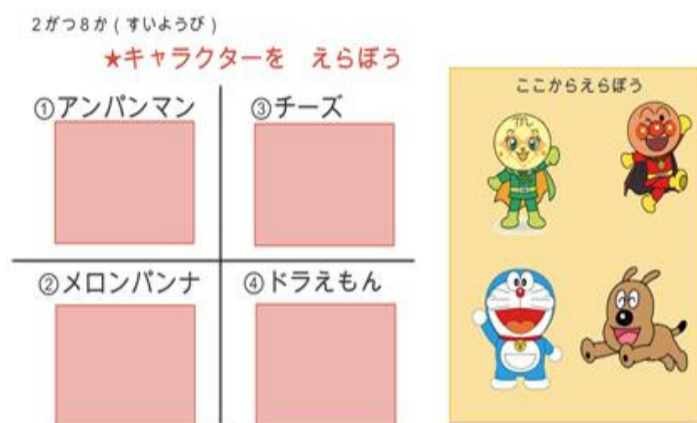 2がつ8か(すいようび)
★キャラクターを　えらぼう
①アンパンマン
③チーズ
②メロンパンナ
④ドラえもん
ここからえらぼう